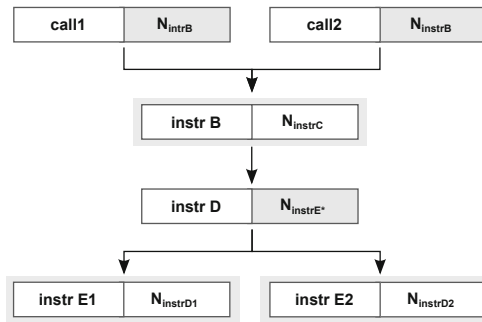 call1 N_intrB call2 N_instrB
instr B N_instrC
instr D N_instrE*
instr E1 N_instrD1 instr E2 N_instrD2